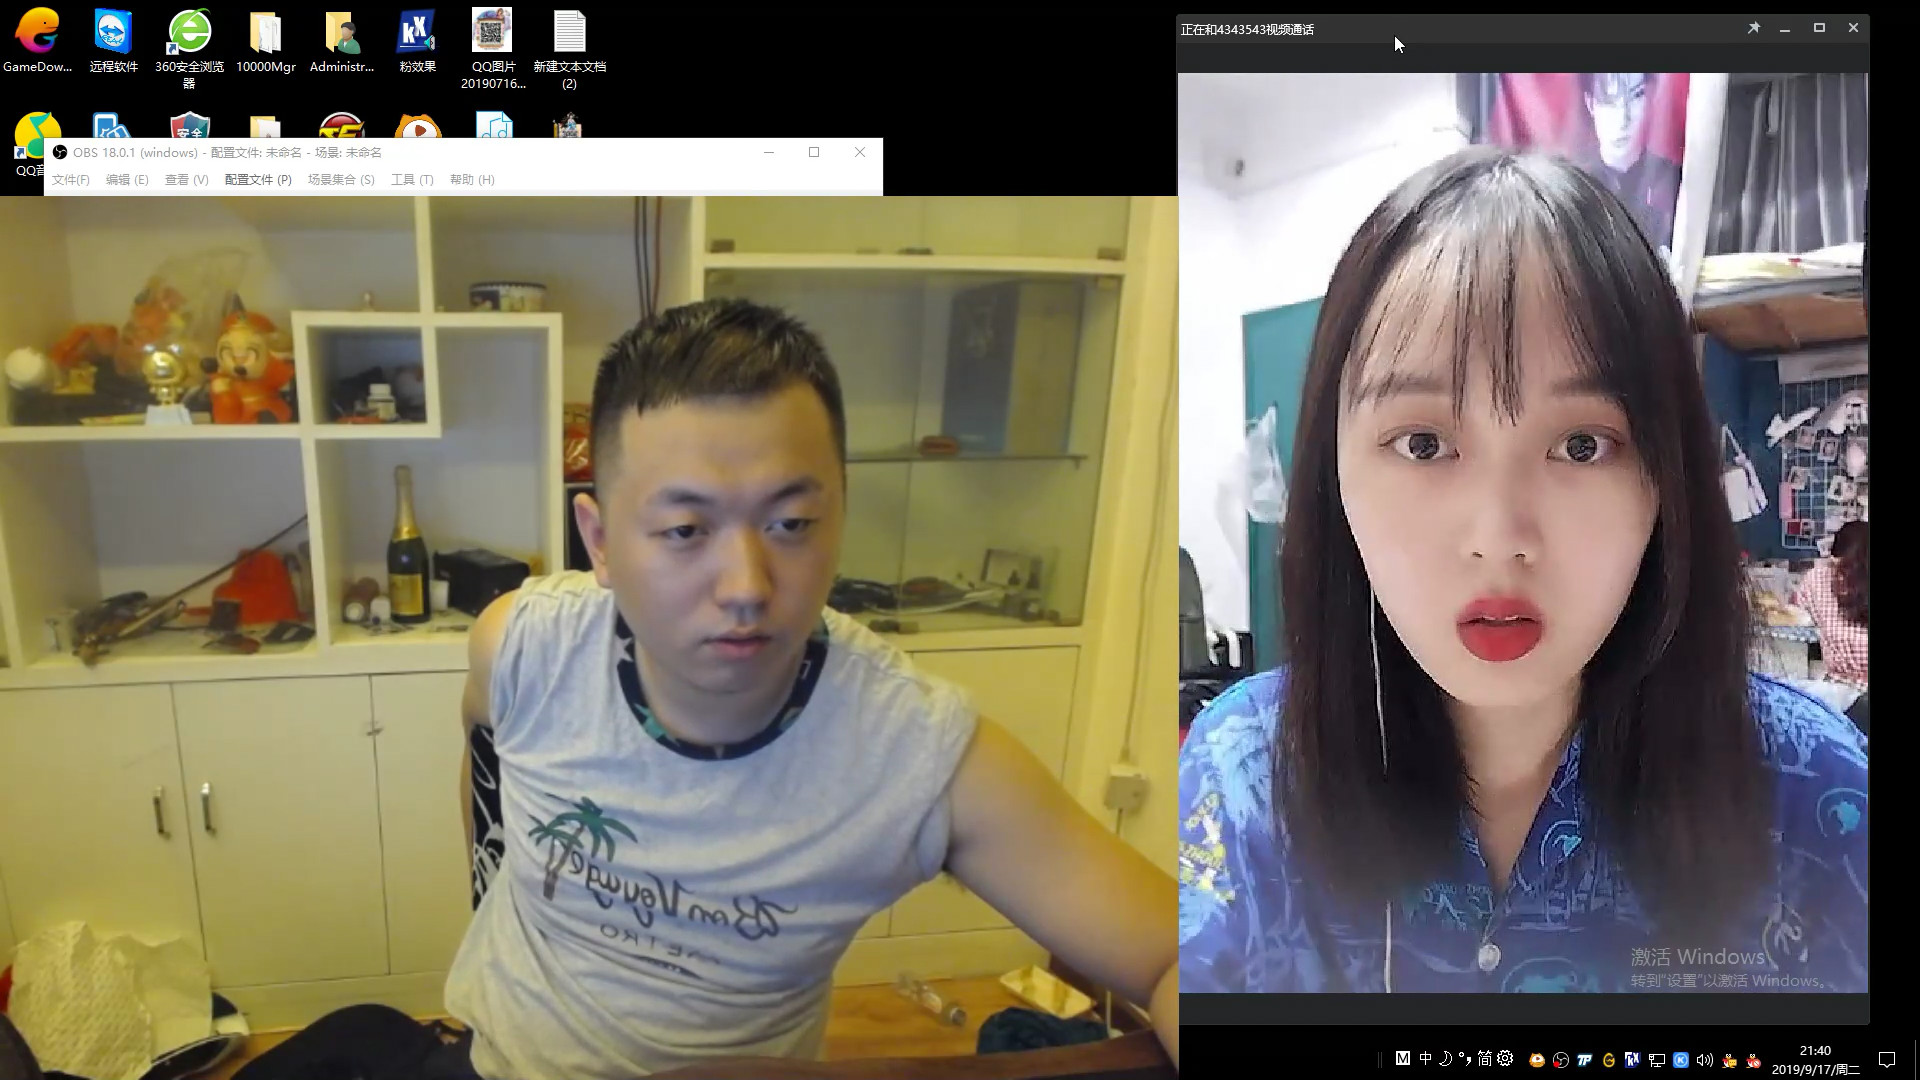 GameDow...
远程软件
360安全浏览器
10000Mgr
Administr...
粉效果
QQ图片
20190716...
新建文本文档
(2)
安全
QQ音
OBS 18.0.1 (windows) - 配置文件: 未命名 - 场景: 未命名
文件(F) 编辑 (E) 查看 (V) 配置文件 (P) 场景集合 (S) 工具 (T) 帮助 (H)
正在和4343543视频通话
Bon Voyage
METRO
激活 Windows
转到"设置"以激活 Windows。
M 中 简
21:40
2019/9/17/周二